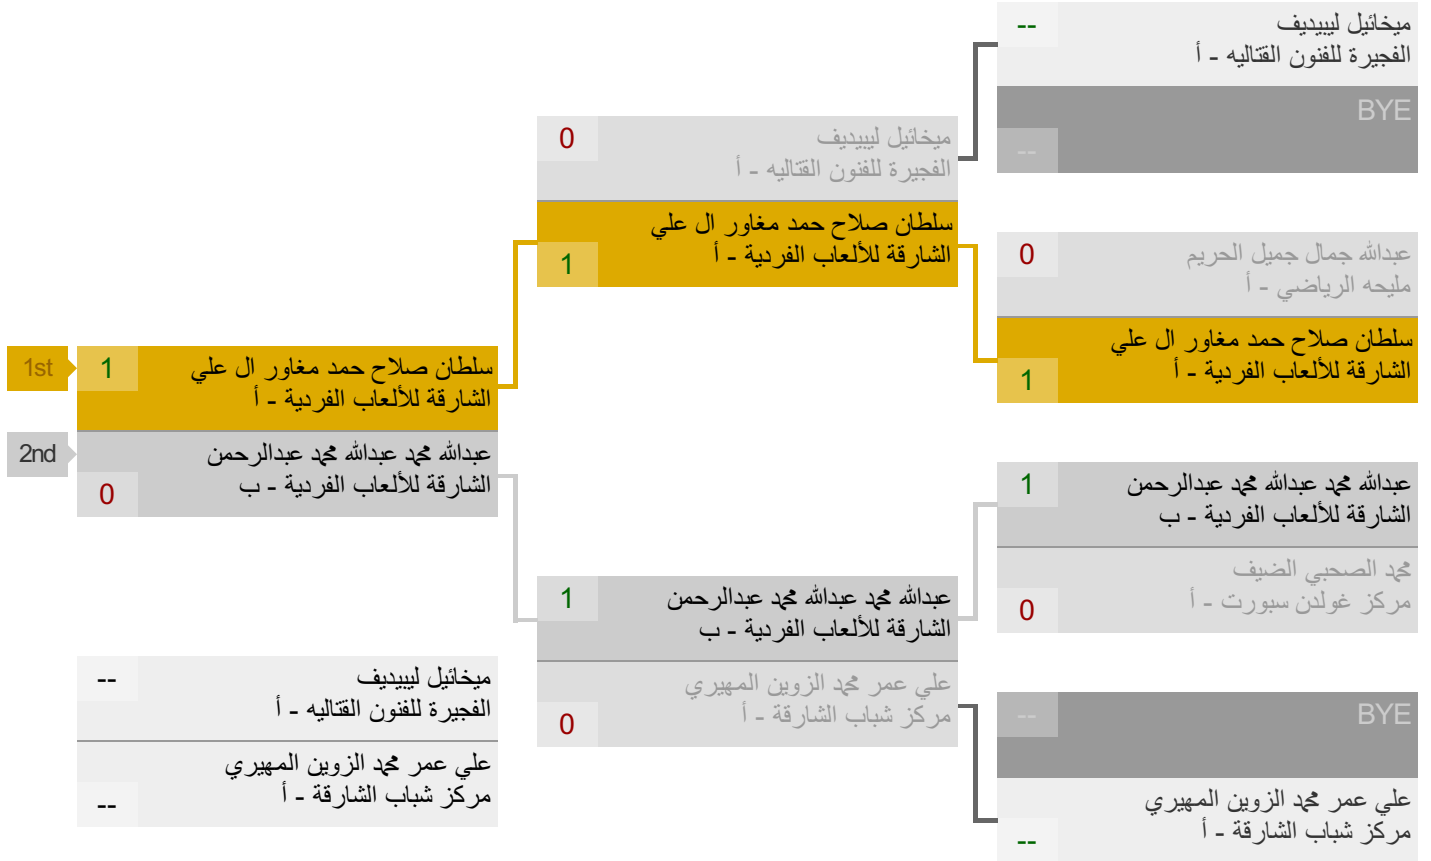 ميخائيل ليبيديف
الفجيرة للفنون القتاليه - أ
--
BYE
--
عبدالله جمال جميل الحريم
مليحه الرياضي - أ
0
سلطان صلاح حمد مغاور ال علي
الشارقة للألعاب الفردية - أ
1
عبدالله محمد عبدالله محمد عبدالرحمن
الشارقة للألعاب الفردية - ب
1
محمد الصحبي الضيف
مركز غولدن سبورت - أ
0
BYE
--
علي عمر محمد الزوين المهيري
مركز شباب الشارقة - أ
--
ميخائيل ليبيديف
الفجيرة للفنون القتاليه - أ
0
سلطان صلاح حمد مغاور ال علي
الشارقة للألعاب الفردية - أ
1
عبدالله محمد عبدالله محمد عبدالرحمن
الشارقة للألعاب الفردية - ب
1
علي عمر محمد الزوين المهيري
مركز شباب الشارقة - أ
0
سلطان صلاح حمد مغاور ال علي
الشارقة للألعاب الفردية - أ
1
1st
عبدالله محمد عبدالله محمد عبدالرحمن
الشارقة للألعاب الفردية - ب
0
2nd
ميخائيل ليبيديف
الفجيرة للفنون القتاليه - أ
--
علي عمر محمد الزوين المهيري
مركز شباب الشارقة - أ
--